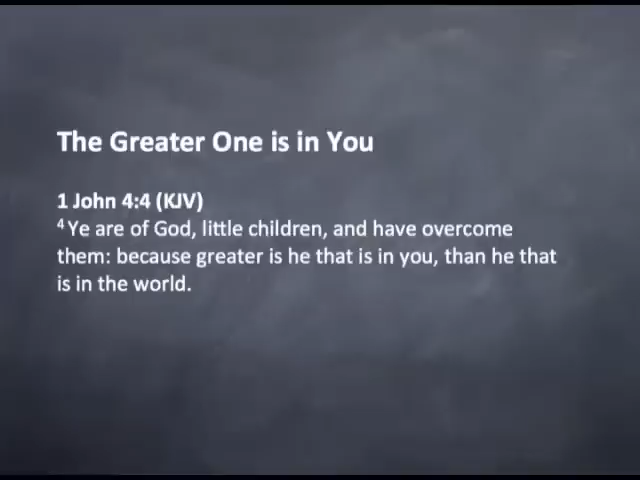 The Greater One is in You
1 John 4:4 (KJV)
4 Ye are of God, little children, and have overcome
them: because greater is he that is in you, than he that
is in the world.